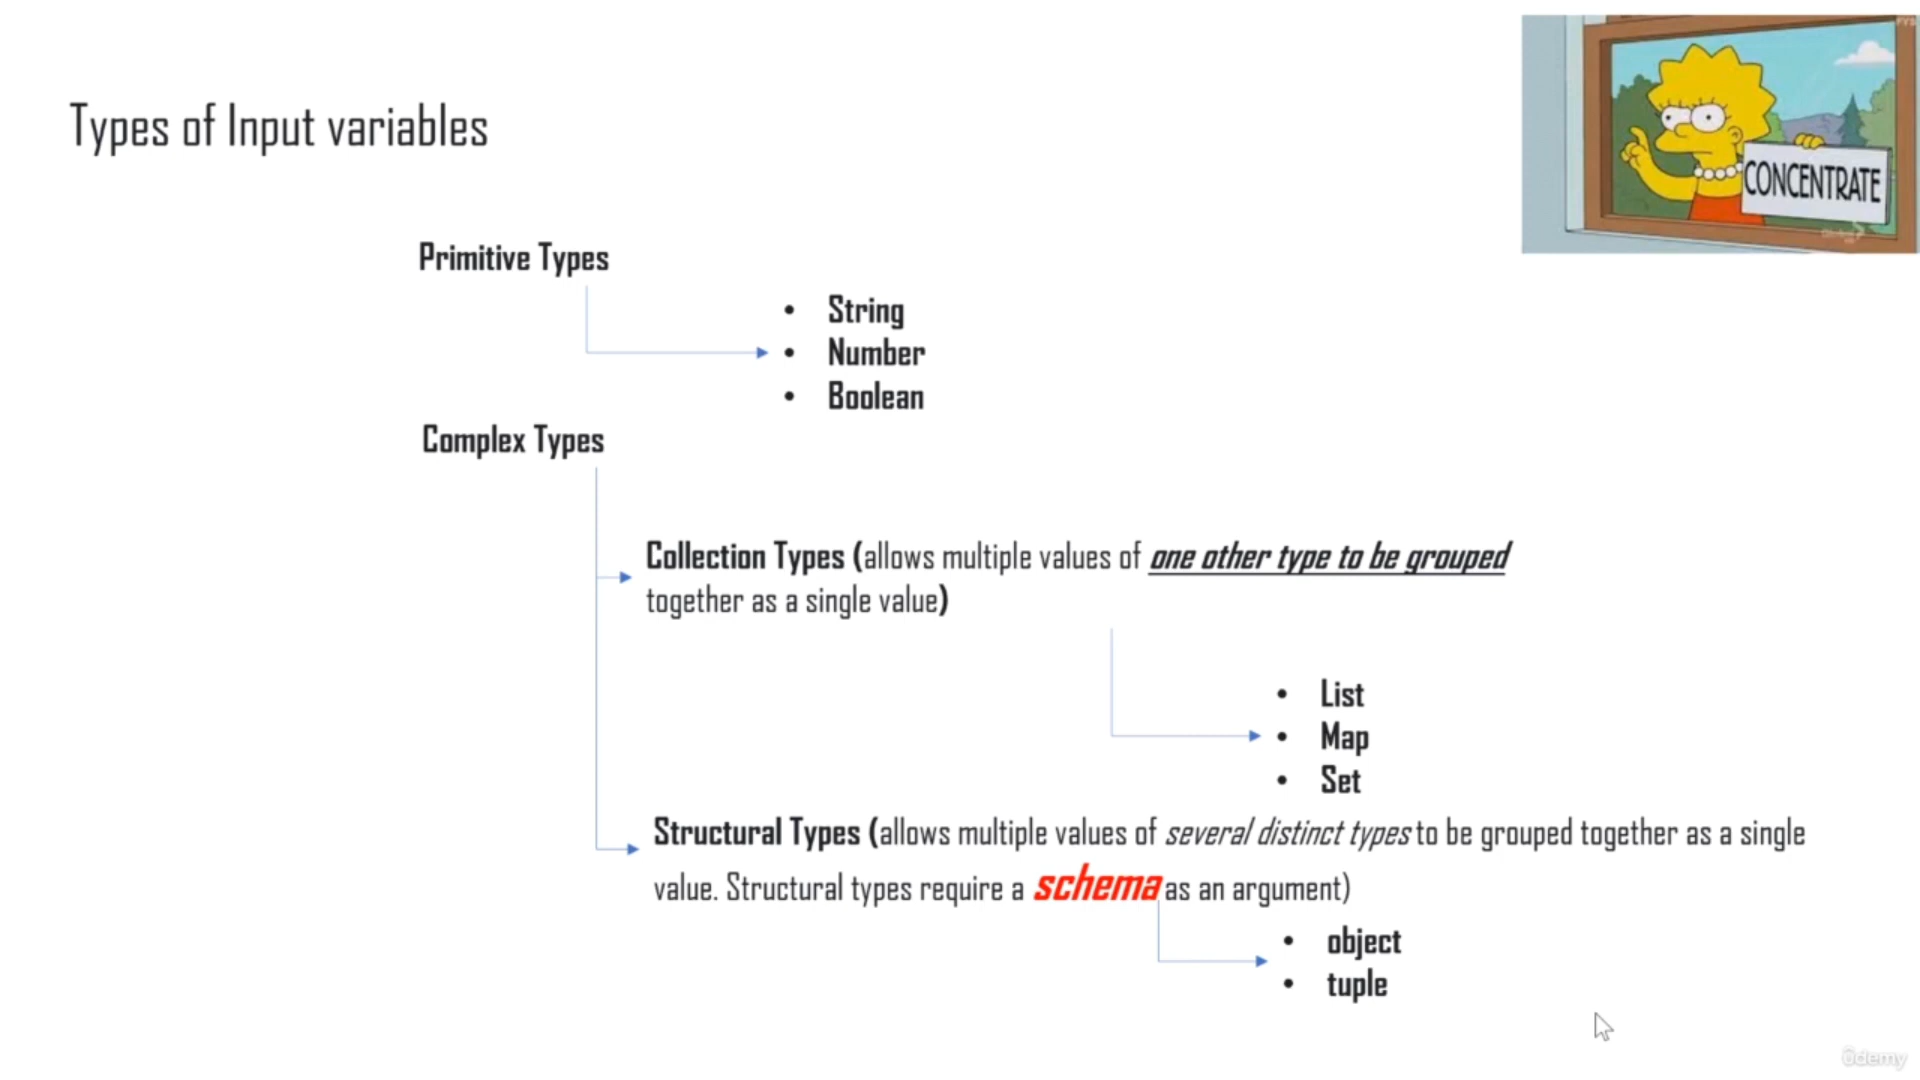 Types of Input variables
CONCENTRATE
Primitive Types
• String
• Number
• Boolean
Complex Types
Collection Types (allows multiple values of one other type to be grouped
together as a single value)
• List
• Map
• Set
Structural Types (allows multiple values of several distinct types to be grouped together as a single
value. Structural types require a schema as an argument)
• object
• tuple
ûdemy